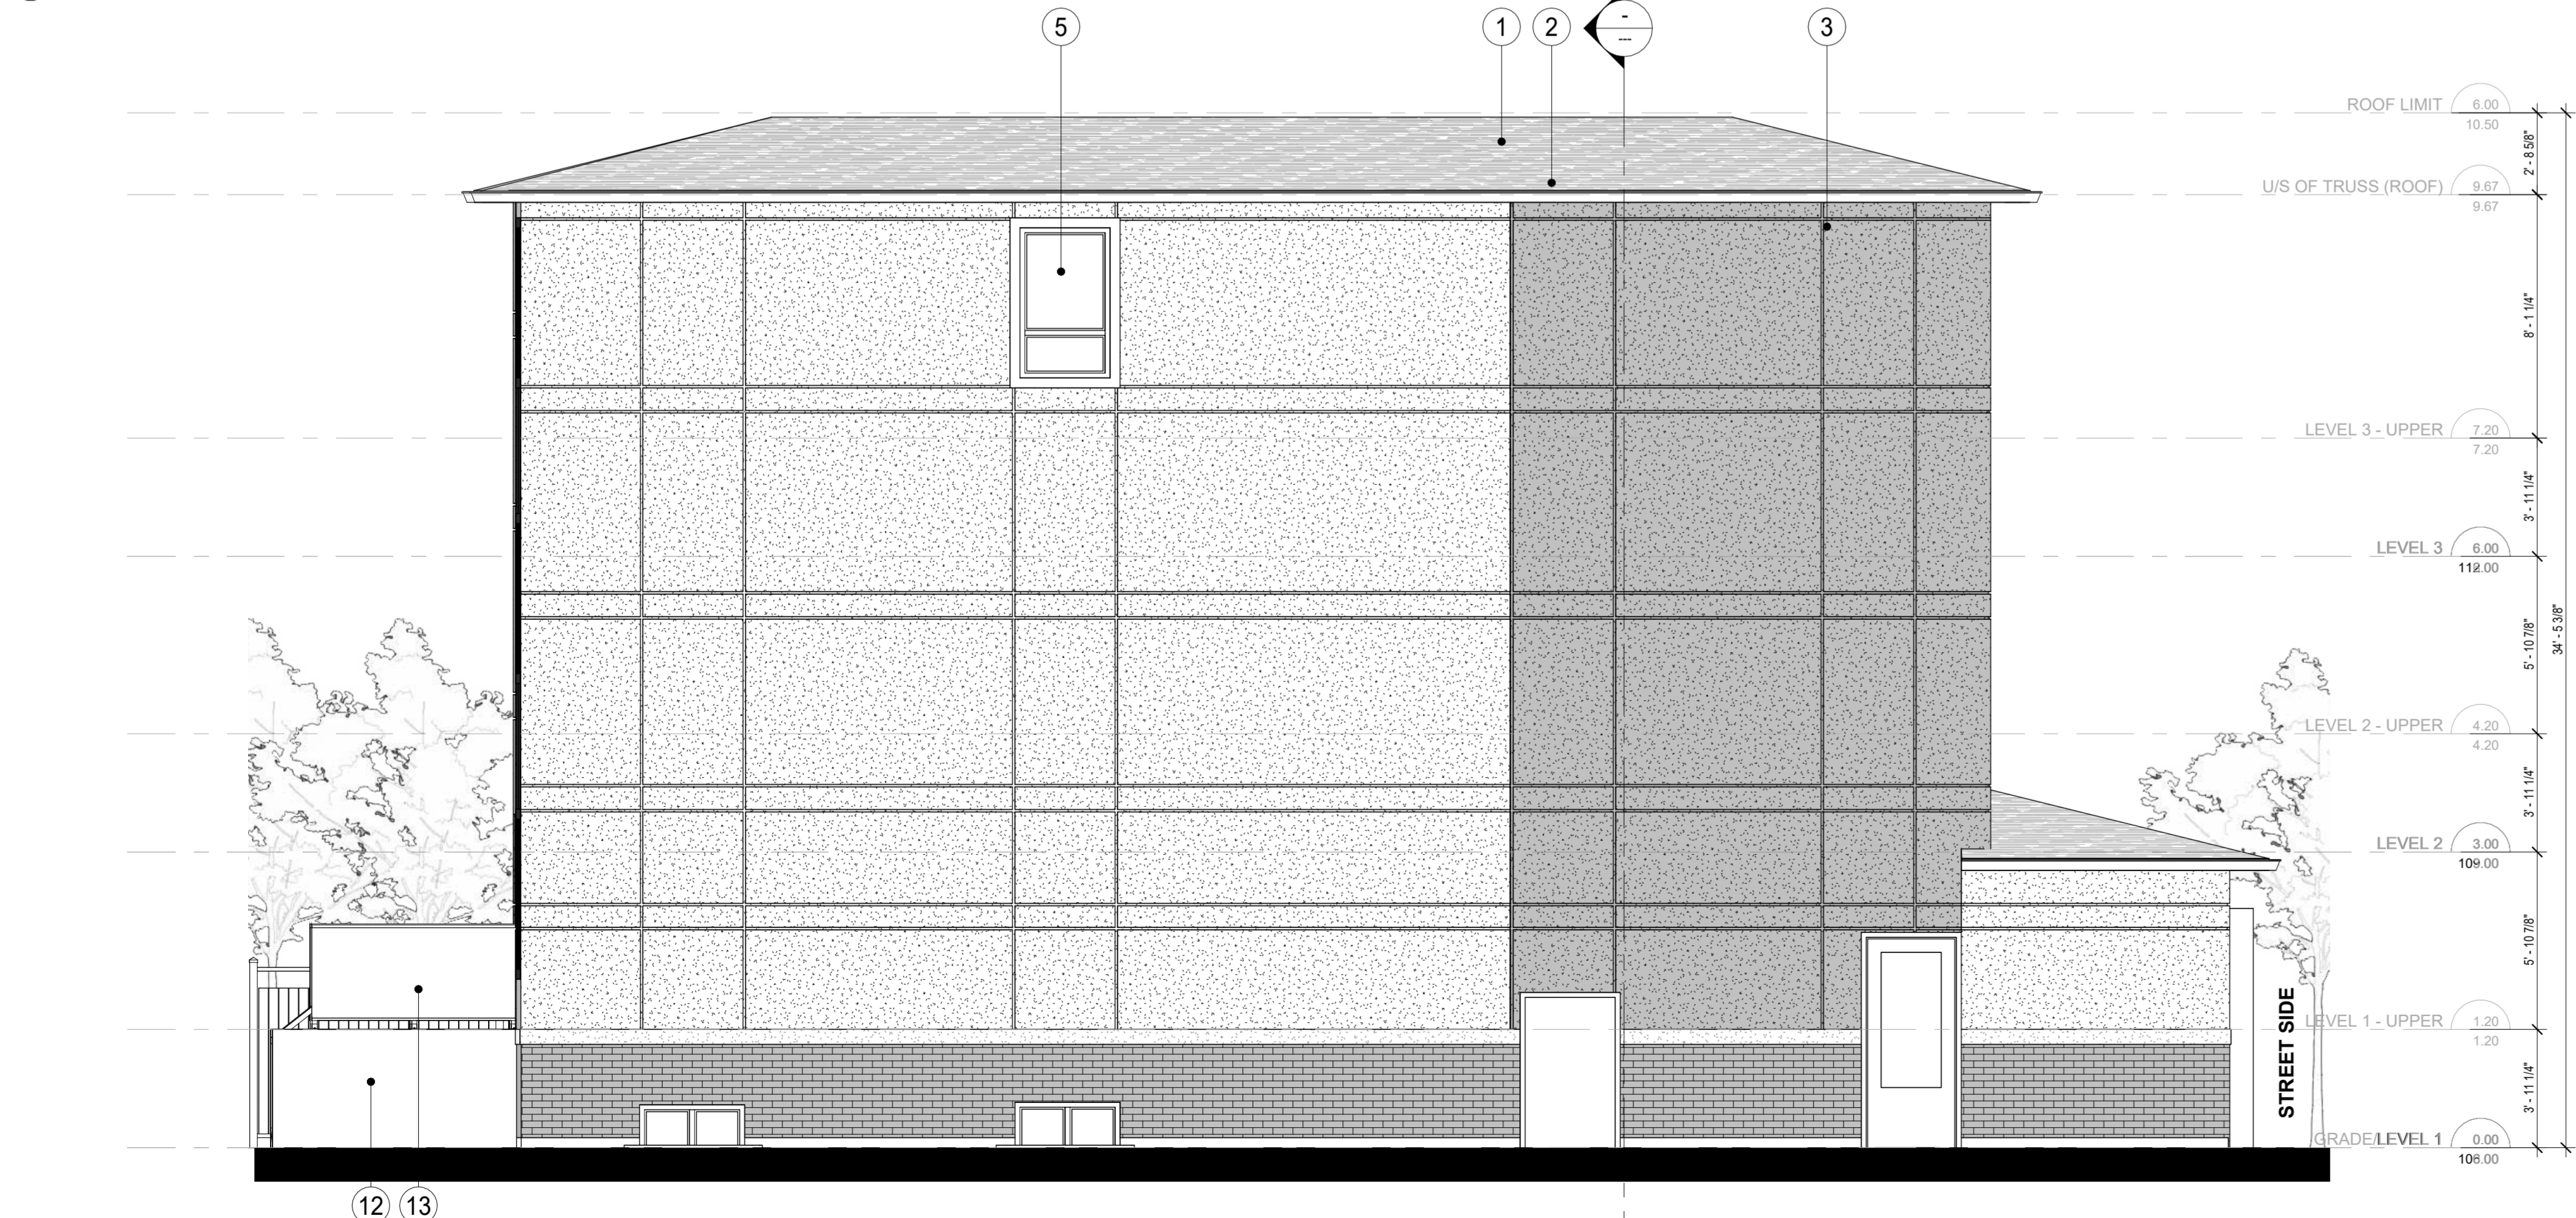 5
1
2
-
---
3
ROOF LIMIT 6.00
10.50
2' - 8 5/8"
U/S OF TRUSS (ROOF) 9.67
9.67
8' - 1 1/4"
LEVEL 3 - UPPER 7.20
7.20
3' - 11 1/4"
LEVEL 3 6.00
5' - 10 7/8"
34' - 5 3/8"
LEVEL 2 - UPPER 4.20
4.20
3' - 11 1/4"
LEVEL 2 3.00
109.00
5' - 10 7/8"
LEVEL 1 - UPPER 1.20
1.20
STREET SIDE
3' - 11 1/4"
GRADE/LEVEL 1 0.00
12
13